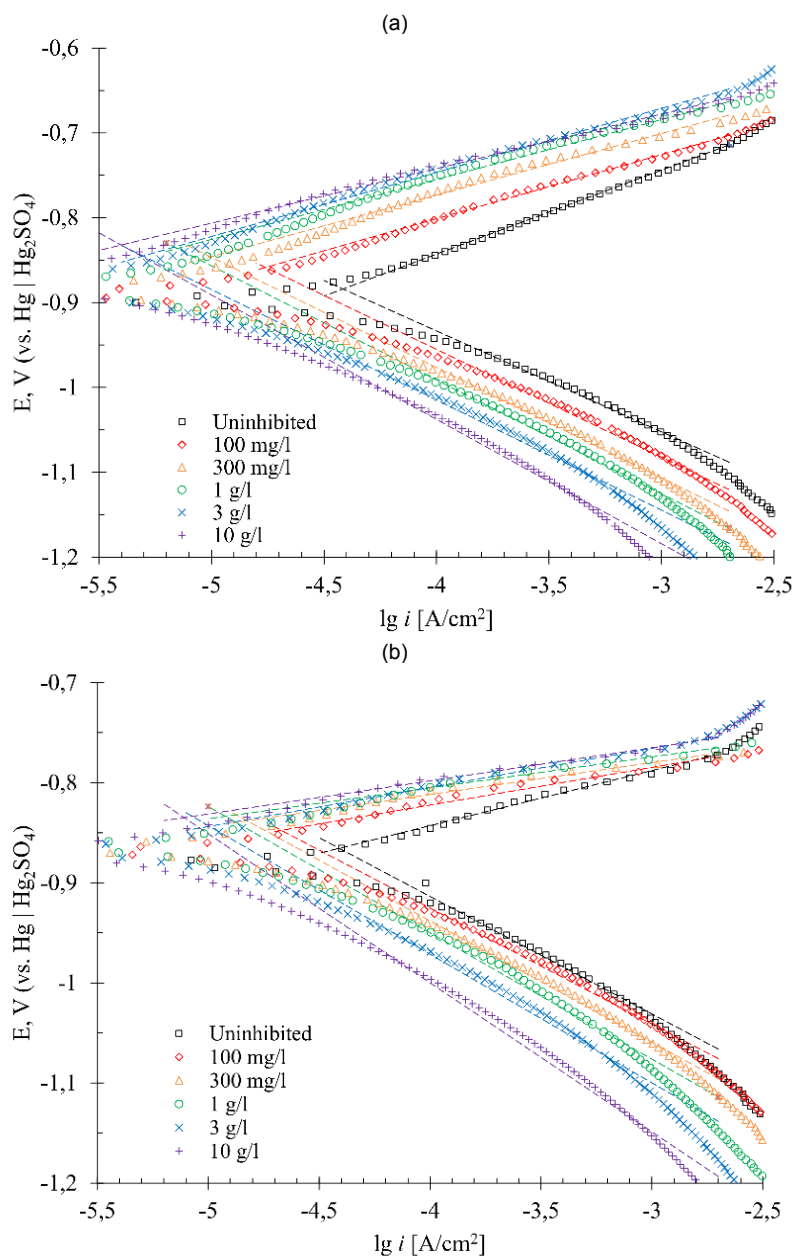 (a)
-0,6
-0,7
-0,8
-0,9
-1
-1,1
-1,2
E, V (vs. Hg | Hg₂SO₄)
Uninhibited
100 mg/l
300 mg/l
1 g/l
3 g/l
10 g/l
-5,5 -5 -4,5 -4 -3,5 -3 -2,5
lg i [A/cm²]
(b)
-0,7
-0,8
-0,9
-1
-1,1
-1,2
E, V (vs. Hg | Hg₂SO₄)
Uninhibited
100 mg/l
300 mg/l
1 g/l
3 g/l
10 g/l
-5,5 -5 -4,5 -4 -3,5 -3 -2,5
lg i [A/cm²]